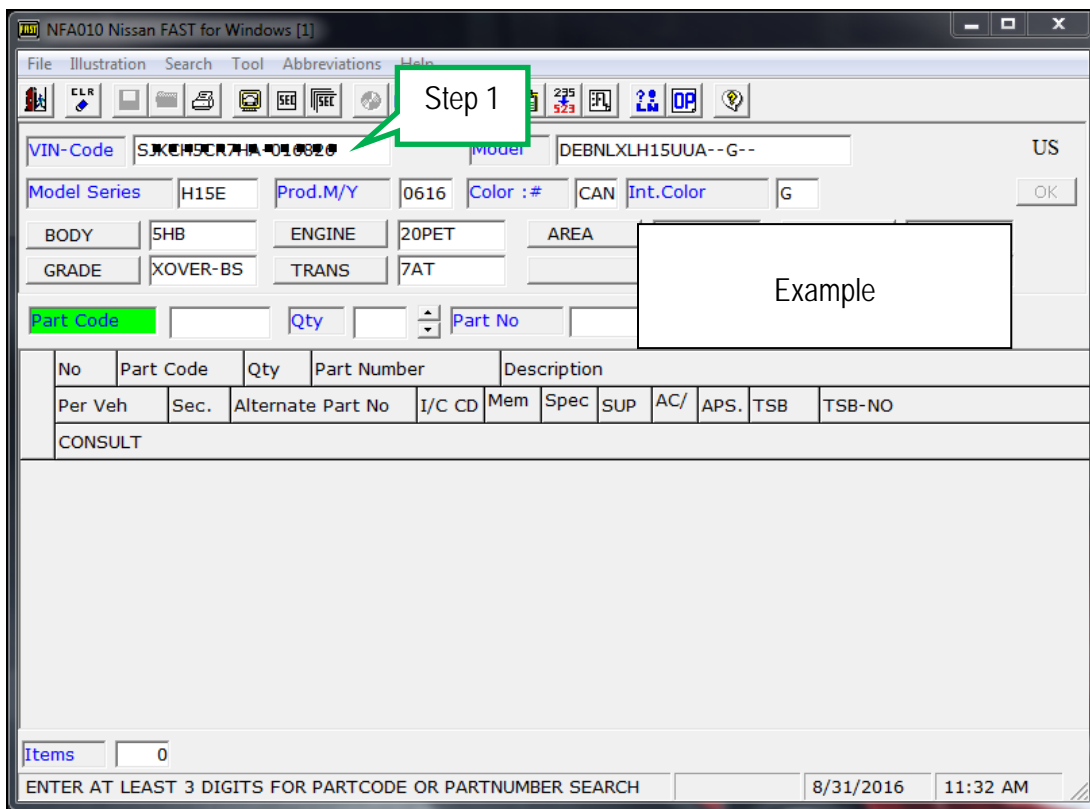 FAST NFA010 Nissan FAST for Windows [1]
File Illustration Search Tool Abbreviations Help
CLR SEC SEC 235 523 LN OP
Step 1
VIN-Code Model DEBNLXLH15UUA--G-- US
Model Series H15E Prod.M/Y 0616 Color :# CAN Int.Color G OK
BODY 5HB ENGINE 20PET AREA
GRADE XOVER-BS TRANS 7AT
Example
Part Code Qty Part No
No Part Code Qty Part Number Description
Per Veh Sec. Alternate Part No I/C CD Mem Spec SUP AC/ APS. TSB TSB-NO
CONSULT
Items 0
ENTER AT LEAST 3 DIGITS FOR PARTCODE OR PARTNUMBER SEARCH 8/31/2016 11:32 AM